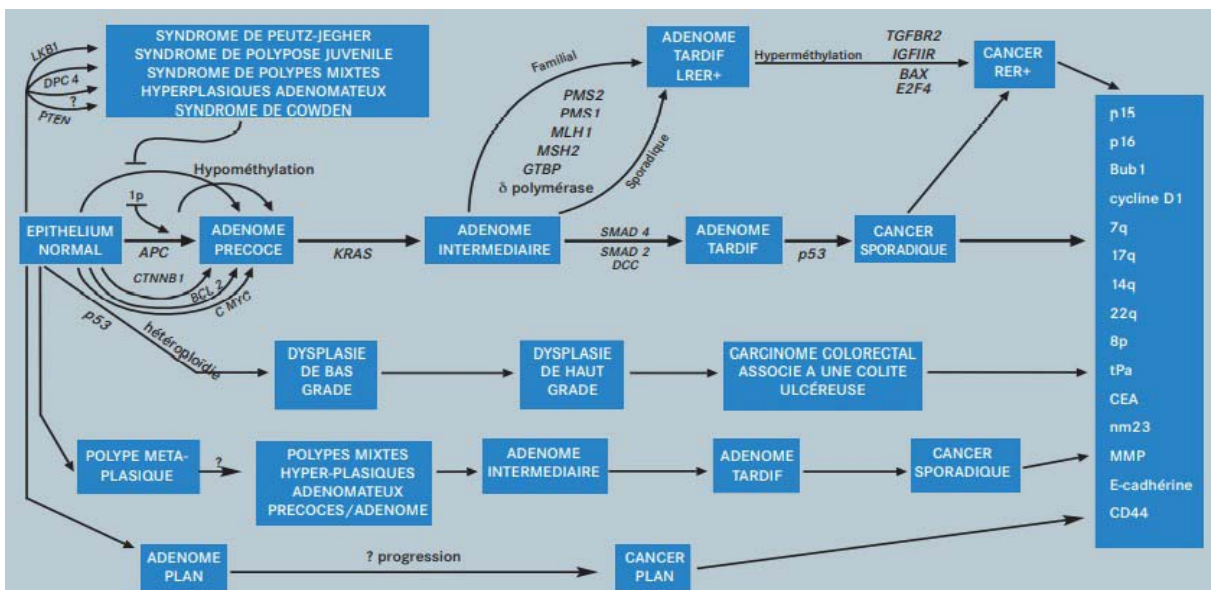 LKB1
DPC 4
?
PTEN
SYNDROME DE PEUTZ-JEGHER
SYNDROME DE POLYPOSE JUVENILE
SYNDROME DE POLYPES MIXTES
HYPERPLASIQUES ADENOMATEUX
SYNDROME DE COWDEN
Familial
ADENOME
TARDIF
LRER+
Hyperméthylation
TGFBR2
IGFIIR
BAX
E2F4
CANCER
RER+
PMS2
PMS1
MLH1
MSH2
GTBP
δ polymérase
Sporadique
Hypométhylation
1p
EPITHELIUM
NORMAL
APC
CTNNB1
BCL 2
C MYC
ADENOME
PRECOCE
KRAS
ADENOME
INTERMEDIAIRE
SMAD 4
SMAD 2
DCC
ADENOME
TARDIF
p53
CANCER
SPORADIQUE
p53
hétéroploïdie
DYSPLASIE
DE BAS
GRADE
DYSPLASIE
DE HAUT
GRADE
CARCINOME COLORECTAL
ASSOCIE A UNE COLITE
ULCÉREUSE
POLYPE META-
PLASIQUE
?
POLYPES MIXTES
HYPER-PLASIQUES
ADENOMATEUX
PRECOCES/ADENOME
ADENOME
INTERMEDIAIRE
ADENOME
TARDIF
CANCER
SPORADIQUE
ADENOME
PLAN
? progression
CANCER
PLAN
p15
p16
Bub1
cycline D1
7q
17q
14q
22q
8p
tPa
CEA
nm23
MMP
E-cadhérine
CD44